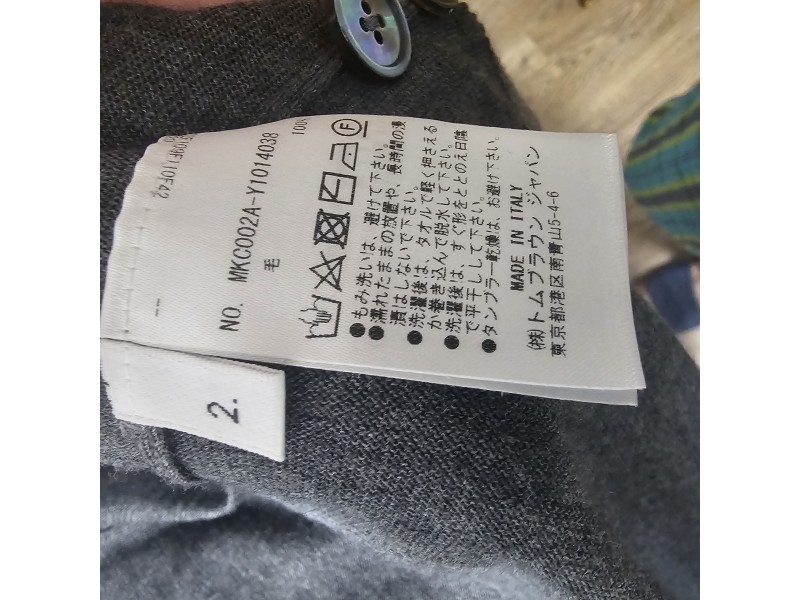 NO. MKC002A-Y1014038
毛 100%
●もみ洗いは、避けて下さい。
●濡れたままの放置や、長時間の浸
漬はしないで下さい。
●洗濯後は、タオルで軽く押さえる
か巻き込んで脱水して下さい。
●洗濯後は、すぐ形をととのえ日陰
で平干しして下さい。
●タンブラー乾燥は、お避け下さい。
MADE IN ITALY
(株)トムブラウン ジャパン
東京都港区南青山5-4-6
2.